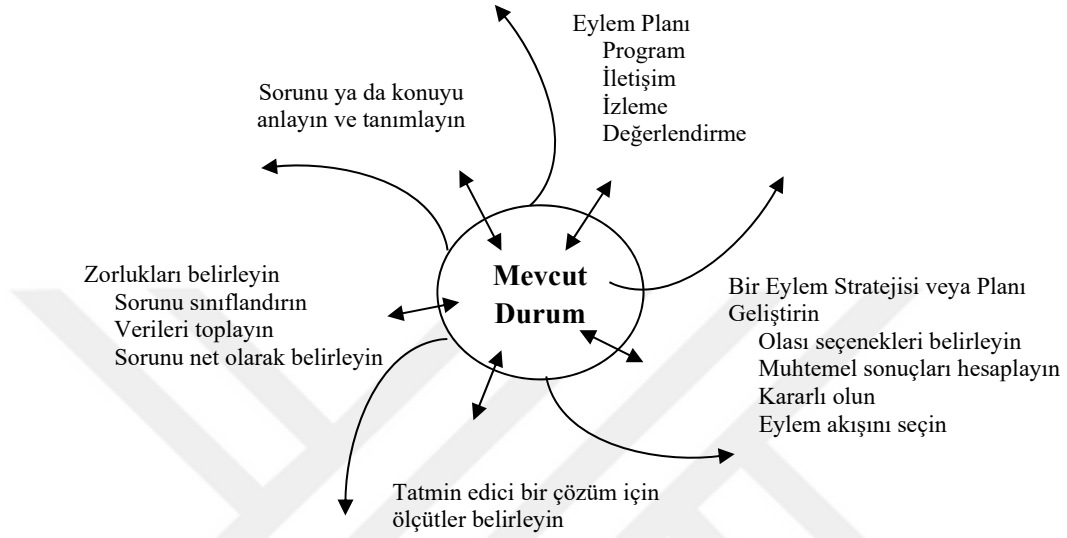 Eylem Planı
Program
İletişim
İzleme
Değerlendirme
Sorunu ya da konuyu
anlayın ve tanımlayın
Mevcut
Durum
Zorlukları belirleyin
Sorunu sınıflandırın
Verileri toplayın
Sorunu net olarak belirleyin
Bir Eylem Stratejisi veya Planı
Geliştirin
Olası seçenekleri belirleyin
Muhtemel sonuçları hesaplayın
Kararlı olun
Eylem akışını seçin
Tatmin edici bir çözüm için
ölçütler belirleyin